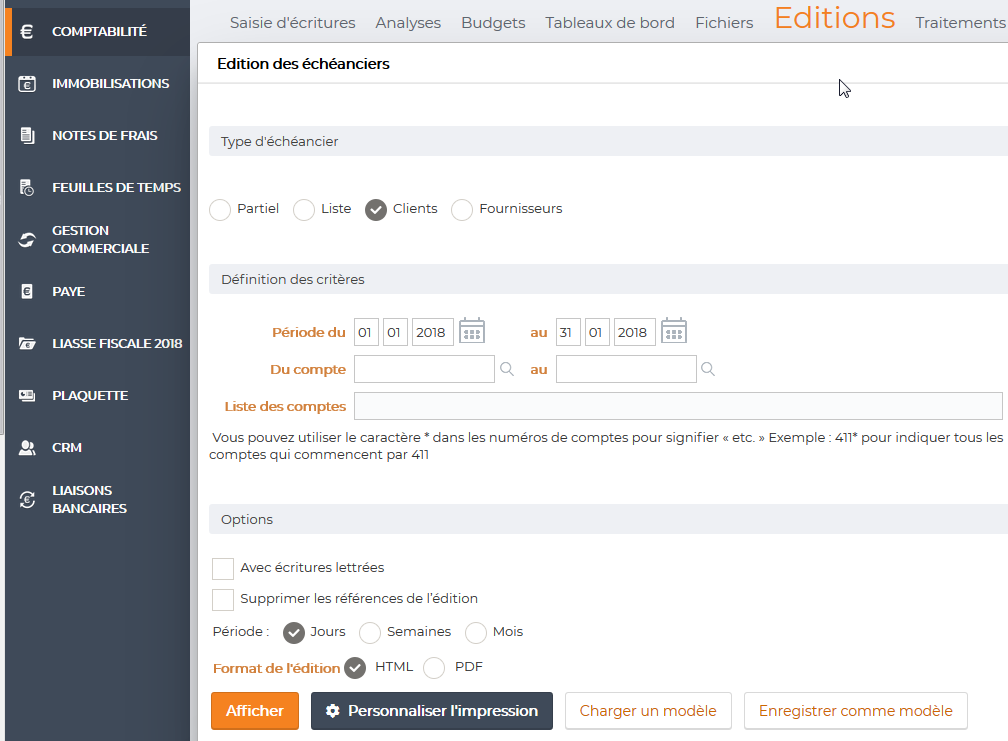 COMPTABILITÉ
IMMOBILISATIONS
NOTES DE FRAIS
FEUILLES DE TEMPS
GESTION
COMMERCIALE
PAYE
LIASSE FISCALE 2018
PLAQUETTE
CRM
LIAISONS
BANCAIRES
Saisie d'écritures Analyses Budgets Tableaux de bord Fichiers Editions Traitements
Edition des échéanciers
Type d'échéancier
Partiel Liste Clients Fournisseurs
Définition des critères
Période du 01 01 2018 au 31 01 2018
Du compte au
Liste des comptes
Vous pouvez utiliser le caractère * dans les numéros de comptes pour signifier « etc. » Exemple : 411* pour indiquer tous les
comptes qui commencent par 411
Options
Avec écritures lettrées
Supprimer les références de l'édition
Période : Jours Semaines Mois
Format de l'édition HTML PDF
Afficher Personnaliser l'impression Charger un modèle Enregistrer comme modèle